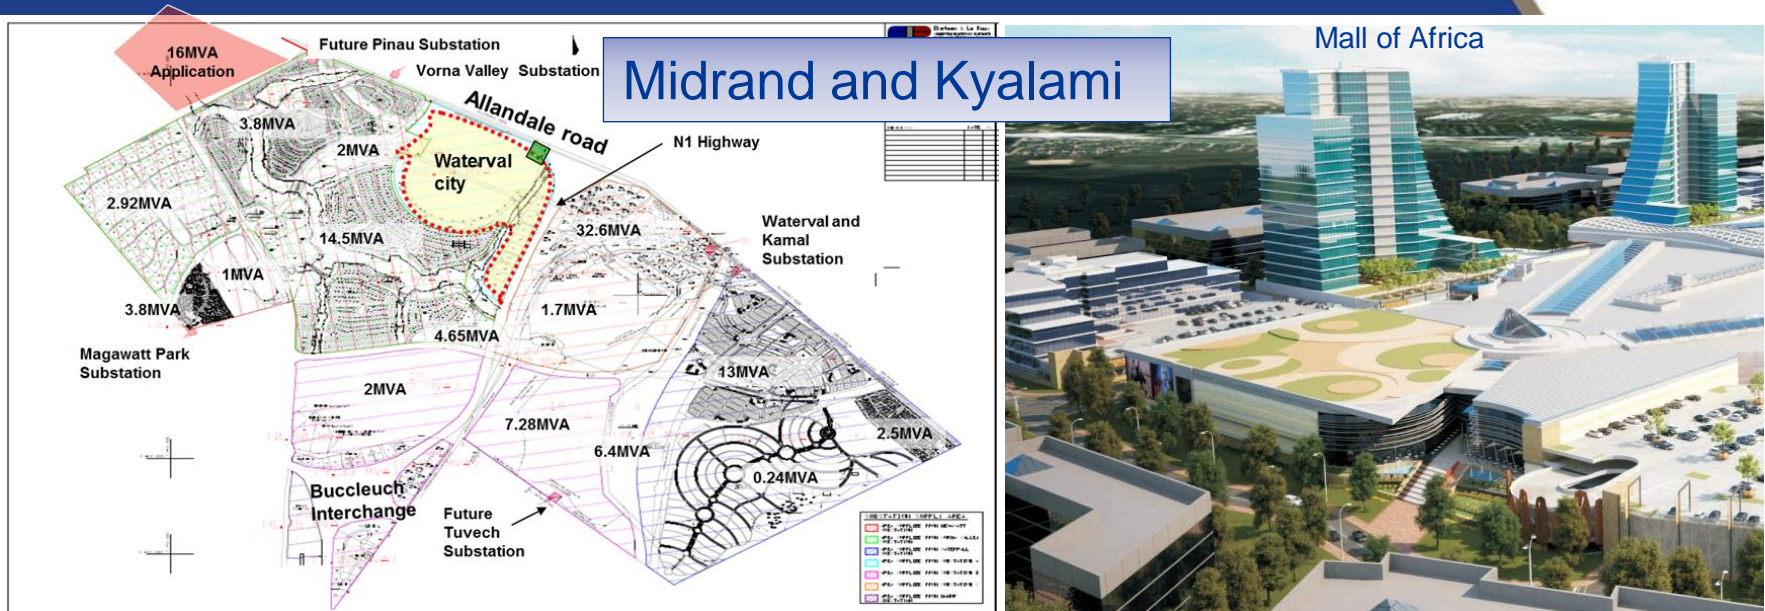 Midrand and Kyalami
Mall of Africa
16MVA
Application
Future Pinau Substation
Vorna Valley Substation
Allandale road
N1 Highway
3.8MVA
2MVA
Waterval
city
2.92MVA
14.5MVA
32.6MVA
Waterval and
Kamal
Substation
1MVA
3.8MVA
1.7MVA
4.65MVA
Magawatt Park
Substation
13MVA
2MVA
7.28MVA
6.4MVA
2.5MVA
0.24MVA
Buccleuch
Interchange
Future
Tuvech
Substation
SUBSTATION SUPPLY AREA